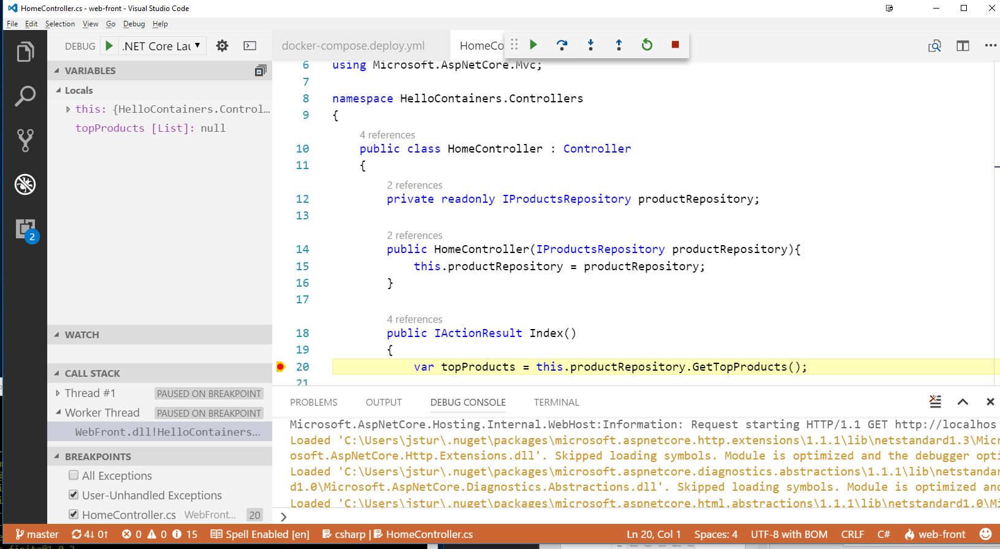 HomeController.cs - web-front - Visual Studio Code
File Edit Selection View Go Debug Help
DEBUG .NET Core Lau
docker-compose.deploy.yml HomeCo
VARIABLES
Locals
this: {HelloContainers.Control...
topProducts [List]: null
WATCH
CALL STACK
Thread #1 PAUSED ON BREAKPOINT
Worker Thread PAUSED ON BREAKPOINT
WebFront.dll!HelloContainers...
BREAKPOINTS
All Exceptions
User-Unhandled Exceptions
HomeController.cs WebFront... 20
2
6 using Microsoft.AspNetCore.Mvc;
7
8 namespace HelloContainers.Controllers
9 {
4 references
10 public class HomeController : Controller
11 {
2 references
12 private readonly IProductsRepository productRepository;
13
2 references
14 public HomeController(IProductsRepository productRepository){
15 this.productRepository = productRepository;
16 }
17
4 references
18 public IActionResult Index()
19 {
20 var topProducts = this.productRepository.GetTopProducts();
21
PROBLEMS OUTPUT DEBUG CONSOLE TERMINAL
Microsoft.AspNetCore.Hosting.Internal.WebHost:Information: Request starting HTTP/1.1 GET http://localhos
Loaded 'C:\Users\jstur\.nuget\packages\microsoft.aspnetcore.http.extensions\1.1.1\lib\netstandard1.3\Micr
osoft.AspNetCore.Http.Extensions.dll'. Skipped loading symbols. Module is optimized and the debugger opti
Loaded 'C:\Users\jstur\.nuget\packages\microsoft.aspnetcore.diagnostics.abstractions\1.1.1\lib\netstandar
d1.0\Microsoft.AspNetCore.Diagnostics.Abstractions.dll'. Skipped loading symbols. Module is optimized and
Loaded 'C:\Users\jstur\.nuget\packages\microsoft.aspnetcore.html.abstractions\1.1.1\lib\netstandard1.0\Mi
master 4↓ 0↑ 0 0 15 Spell Enabled [en] csharp | HomeController.cs Ln 20, Col 1 Spaces: 4 UTF-8 with BOM CRLF C# web-front